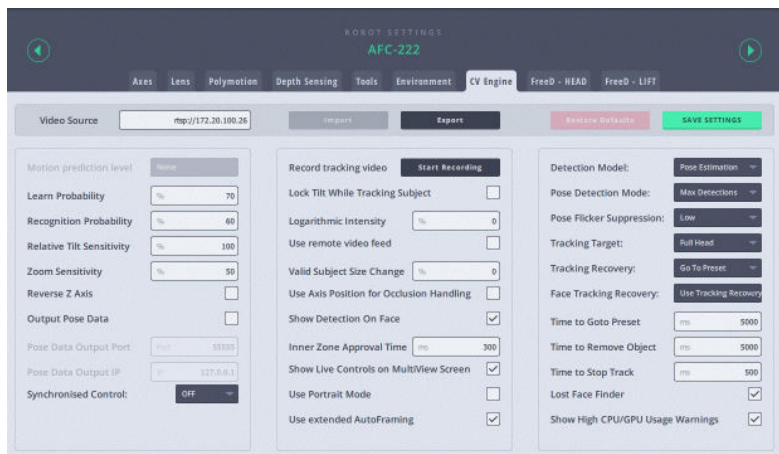 ROBOT SETTINGS
AFC-222
Axes Lens Polymotion Depth Sensing Tools Environment CV Engine FreeD - HEAD FreeD - LIFT
Video Source rtsp://172.20.100.26 Import Export Restore Defaults SAVE SETTINGS
Motion prediction level None
Learn Probability % 70
Recognition Probability % 60
Relative Tilt Sensitivity % 100
Zoom Sensitivity % 50
Reverse Z Axis
Output Pose Data
Pose Data Output Port Port 55555
Pose Data Output IP IP 127.0.0.1
Synchronised Control: OFF
Record tracking video Start Recording
Lock Tilt While Tracking Subject
Logarithmic Intensity % 0
Use remote video feed
Valid Subject Size Change % 0
Use Axis Position for Occlusion Handling
Show Detection On Face
Inner Zone Approval Time ms 300
Show Live Controls on MultiView Screen
Use Portrait Mode
Use extended AutoFraming
Detection Model: Pose Estimation
Pose Detection Mode: Max Detections
Pose Flicker Suppression: Low
Tracking Target: Full Head
Tracking Recovery: Go To Preset
Face Tracking Recovery: Use Tracking Recovery
Time to Goto Preset ms 5000
Time to Remove Object ms 5000
Time to Stop Track ms 500
Lost Face Finder
Show High CPU/GPU Usage Warnings